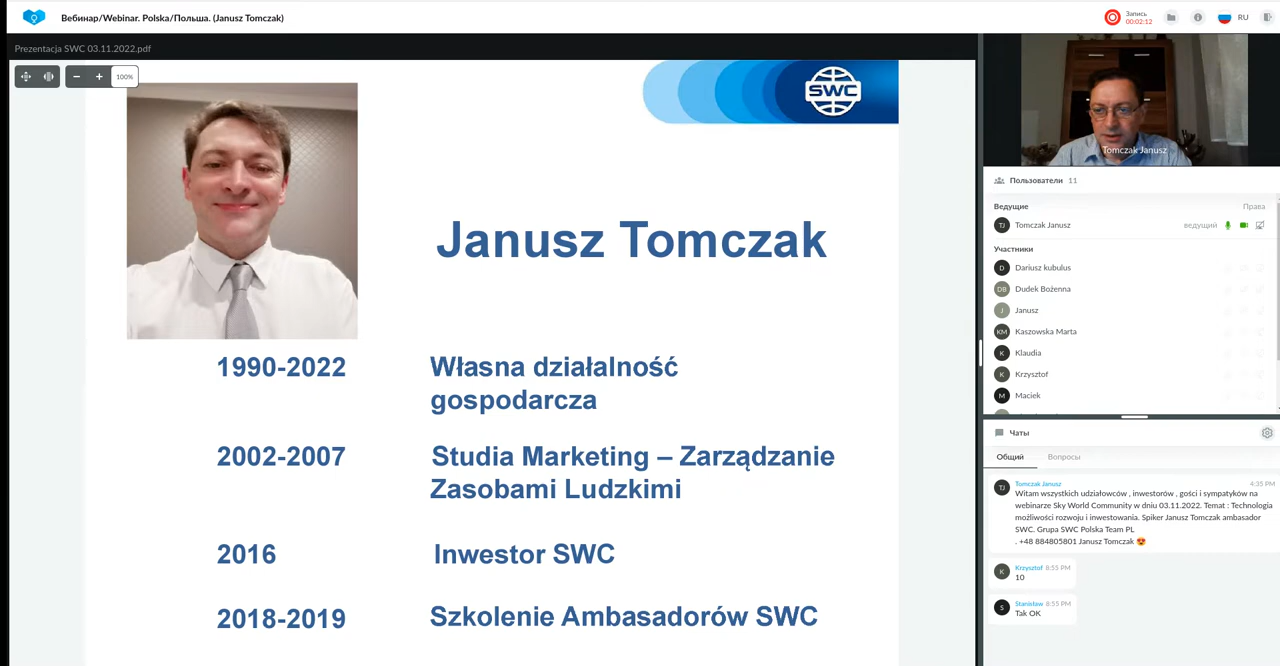 Вебинар/Webinar. Polska/Польша. (Janusz Tomczak)
Запись
00:02:12
RU
Prezentacja SWC 03.11.2022.pdf
100%
SWC
Janusz Tomczak
1990-2022 Własna działalność
gospodarcza
2002-2007 Studia Marketing – Zarządzanie
Zasobami Ludzkimi
2016 Inwestor SWC
2018-2019 Szkolenie Ambasadorów SWC
Tomczak Janusz
Пользователи 11
Ведущие Права
TJ Tomczak Janusz ведущий
Участники
D Dariusz kubulus
DB Dudek Bożenna
J Janusz
KM Kaszowska Marta
K Klaudia
K Krzysztof
M Maciek
Чаты
Общий Вопросы
TJ Tomczak Janusz 4:35 PM
Witam wszystkich udziałowców , inwestorów , gości i sympatyków na
webinarze Sky World Community w dniu 03.11.2022. Temat : Technologia
możliwości rozwoju i inwestowania. Spiker Janusz Tomczak ambasador
SWC. Grupa SWC Polska Team PL
. +48 884805801 Janusz Tomczak 😍
K Krzysztof 8:55 PM
10
S Stanisław 8:55 PM
Tak OK